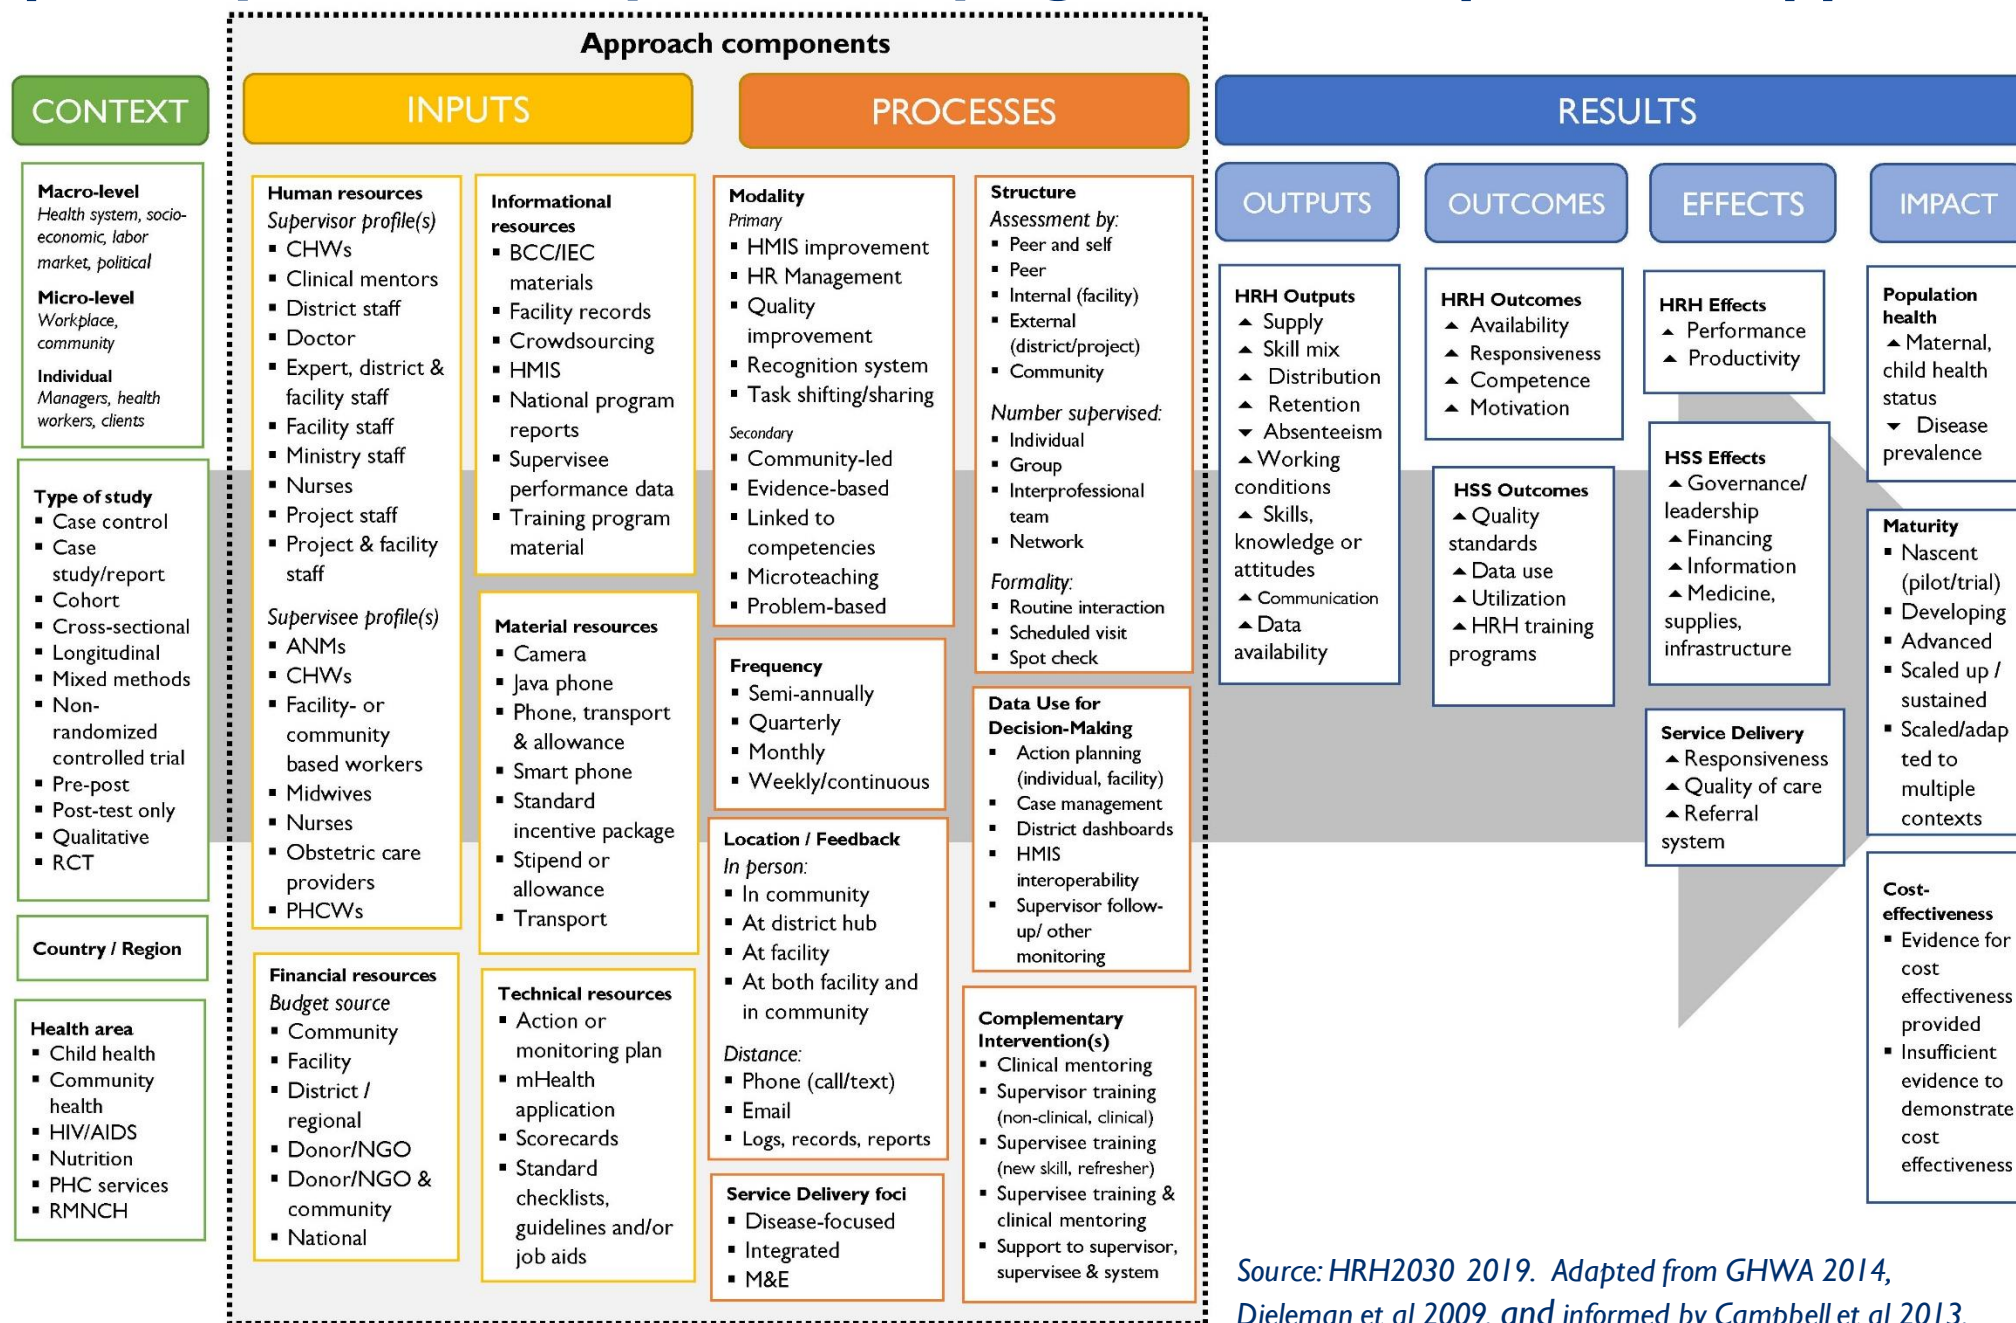 Approach components
CONTEXT
Macro-level
Health system, socio-
economic, labor
market, political
Micro-level
Workplace,
community
Individual
Managers, health
workers, clients
Type of study
▪ Case control
▪ Case
study/report
▪ Cohort
▪ Cross-sectional
▪ Longitudinal
▪ Mixed methods
▪ Non-
randomized
controlled trial
▪ Pre-post
▪ Post-test only
▪ Qualitative
▪ RCT
Country / Region
Health area
▪ Child health
▪ Community
health
▪ HIV/AIDS
▪ Nutrition
▪ PHC services
▪ RMNCH
INPUTS
Human resources
Supervisor profile(s)
▪ CHWs
▪ Clinical mentors
▪ District staff
▪ Doctor
▪ Expert, district &
facility staff
▪ Facility staff
▪ Ministry staff
▪ Nurses
▪ Project staff
▪ Project & facility
staff
Supervisee profile(s)
▪ ANMs
▪ CHWs
▪ Facility- or
community
based workers
▪ Midwives
▪ Nurses
▪ Obstetric care
providers
▪ PHCWs
Financial resources
Budget source
▪ Community
▪ Facility
▪ District /
regional
▪ Donor/NGO
▪ Donor/NGO &
community
▪ National
Informational
resources
▪ BCC/IEC
materials
▪ Facility records
▪ Crowdsourcing
▪ HMIS
▪ National program
reports
▪ Supervisee
performance data
▪ Training program
material
Material resources
▪ Camera
▪ Java phone
▪ Phone, transport
& allowance
▪ Smart phone
▪ Standard
incentive package
▪ Stipend or
allowance
▪ Transport
Technical resources
▪ Action or
monitoring plan
▪ mHealth
application
▪ Scorecards
▪ Standard
checklists,
guidelines and/or
job aids
PROCESSES
Modality
Primary
▪ HMIS improvement
▪ HR Management
▪ Quality
improvement
▪ Recognition system
▪ Task shifting/sharing
Secondary
▪ Community-led
▪ Evidence-based
▪ Linked to
competencies
▪ Microteaching
▪ Problem-based
Frequency
▪ Semi-annually
▪ Quarterly
▪ Monthly
▪ Weekly/continuous
Location / Feedback
In person:
▪ In community
▪ At district hub
▪ At facility
▪ At both facility and
in community
Distance:
▪ Phone (call/text)
▪ Email
▪ Logs, records, reports
Service Delivery foci
▪ Disease-focused
▪ Integrated
▪ M&E
Structure
Assessment by:
▪ Peer and self
▪ Peer
▪ Internal (facility)
▪ External
(district/project)
▪ Community
Number supervised:
▪ Individual
▪ Group
▪ Interprofessional
team
▪ Network
Formality:
▪ Routine interaction
▪ Scheduled visit
▪ Spot check
Data Use for
Decision-Making
▪ Action planning
(individual, facility)
▪ Case management
▪ District dashboards
▪ HMIS
interoperability
▪ Supervisor follow-
up/ other
monitoring
Complementary
Intervention(s)
▪ Clinical mentoring
▪ Supervisor training
(non-clinical, clinical)
▪ Supervisee training
(new skill, refresher)
▪ Supervisee training &
clinical mentoring
▪ Support to supervisor,
supervisee & system
RESULTS
OUTPUTS
HRH Outputs
▲ Supply
▲ Skill mix
▲ Distribution
▲ Retention
▼ Absenteeism
▲ Working
conditions
▲ Skills,
knowledge or
attitudes
▲ Communication
▲ Data
availability
OUTCOMES
HRH Outcomes
▲ Availability
▲ Responsiveness
▲ Competence
▲ Motivation
HSS Outcomes
▲ Quality
standards
▲ Data use
▲ Utilization
▲ HRH training
programs
EFFECTS
HRH Effects
▲ Performance
▲ Productivity
HSS Effects
▲ Governance/
leadership
▲ Financing
▲ Information
▲ Medicine,
supplies,
infrastructure
Service Delivery
▲ Responsiveness
▲ Quality of care
▲ Referral
system
IMPACT
Population
health
▲ Maternal,
child health
status
▼ Disease
prevalence
Maturity
▪ Nascent
(pilot/trial)
▪ Developing
▪ Advanced
▪ Scaled up /
sustained
▪ Scaled/adap
ted to
multiple
contexts
Cost-
effectiveness
▪ Evidence for
cost
effectiveness
provided
▪ Insufficient
evidence to
demonstrate
cost
effectiveness
Source: HRH2030 2019. Adapted from GHWA 2014,
Dieleman et al 2009, and informed by Campbell et al 2013.